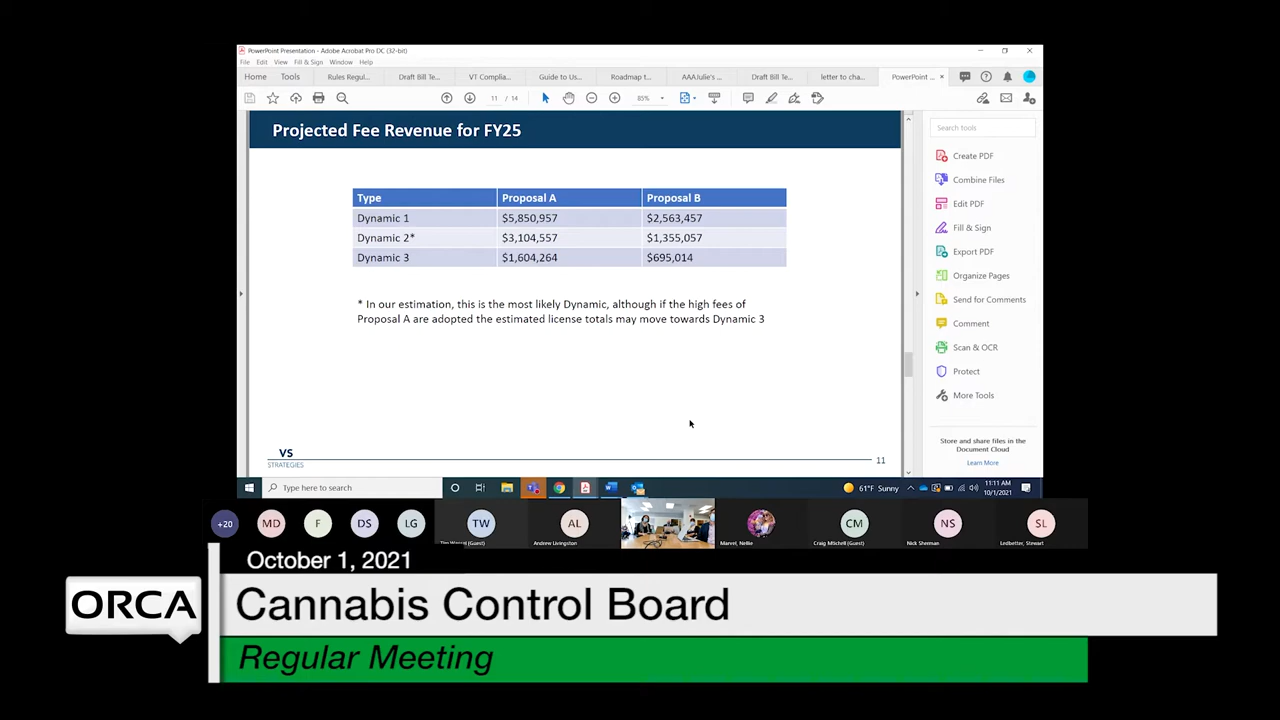 PowerPoint Presentation - Adobe Acrobat Pro DC (32-bit)
File Edit View Fill & Sign Window Help
Home Tools Rules Regul... Draft Bill Te... VT Complia... Guide to Us... Roadmap t... AAAJulie's ... Draft Bill Te... letter to cha... PowerPoint ... ×
11 / 14 85%
Projected Fee Revenue for FY25
Type Proposal A Proposal B
Dynamic 1 $5,850,957 $2,563,457
Dynamic 2* $3,104,557 $1,355,057
Dynamic 3 $1,604,264 $695,014
* In our estimation, this is the most likely Dynamic, although if the high fees of
Proposal A are adopted the estimated license totals may move towards Dynamic 3
VS
STRATEGIES
11
Search tools
Create PDF
Combine Files
Edit PDF
Fill & Sign
Export PDF
Organize Pages
Send for Comments
Comment
Scan & OCR
Protect
More Tools
Store and share files in the
Document Cloud
Learn More
Type here to search
61°F Sunny
11:11 AM
10/1/2021
+20 MD F DS LG TW AL CM NS SL
(Guest) Andrew Livingston Marvel, Nellie Craig Mitchell (Guest) Nick Sherman Ledbetter, Stewart
October 1, 2021
ORCA
Cannabis Control Board
Regular Meeting